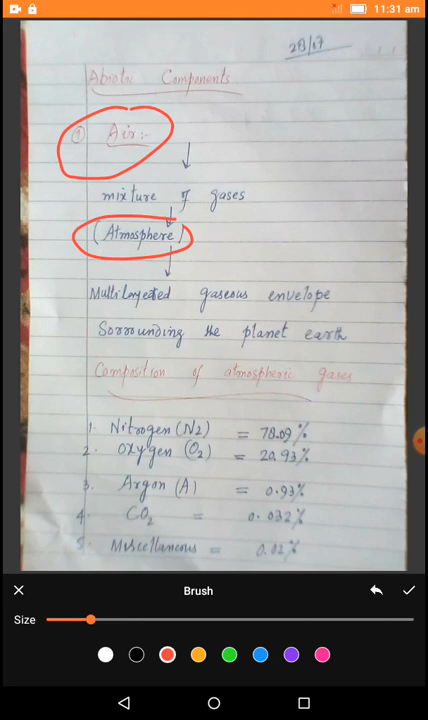 11:31 am
28/17
Abiotic Components
① Air:-
mixture of gases
(Atmosphere)
Multilayered gaseous envelope
Sorrounding the planet earth
Composition of atmospheric gases
1. Nitrogen (N2) = 78.09%
2. Oxygen (O2) = 20.93%
3. Argon (A) = 0.93%
4. CO2 = 0.032%
5. Miscellaneous = 0.02%
Brush
Size